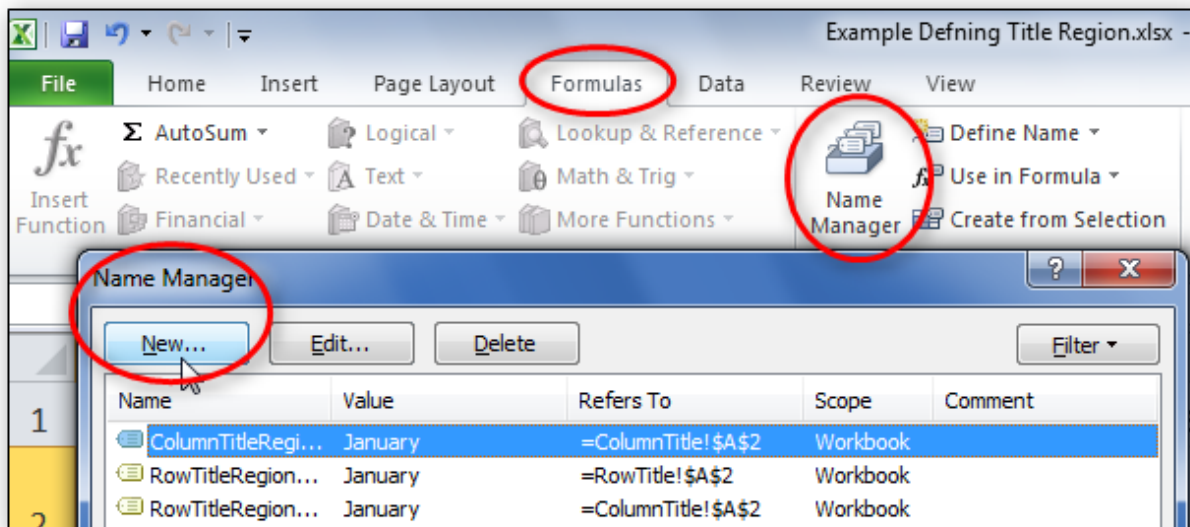 Example Defning Title Region.xlsx -
File Home Insert Page Layout Formulas Data Review View
fx Insert Function
Σ AutoSum
Recently Used
Financial
Logical
Text
Date & Time
Lookup & Reference
Math & Trig
More Functions
Name Manager
Define Name
Use in Formula
Create from Selection
Name Manager
New... Edit... Delete Filter
Name Value Refers To Scope Comment
1
ColumnTitleRegi... January =ColumnTitle!$A$2 Workbook
RowTitleRegion... January =RowTitle!$A$2 Workbook
RowTitleRegion... January =ColumnTitle!$A$2 Workbook
2